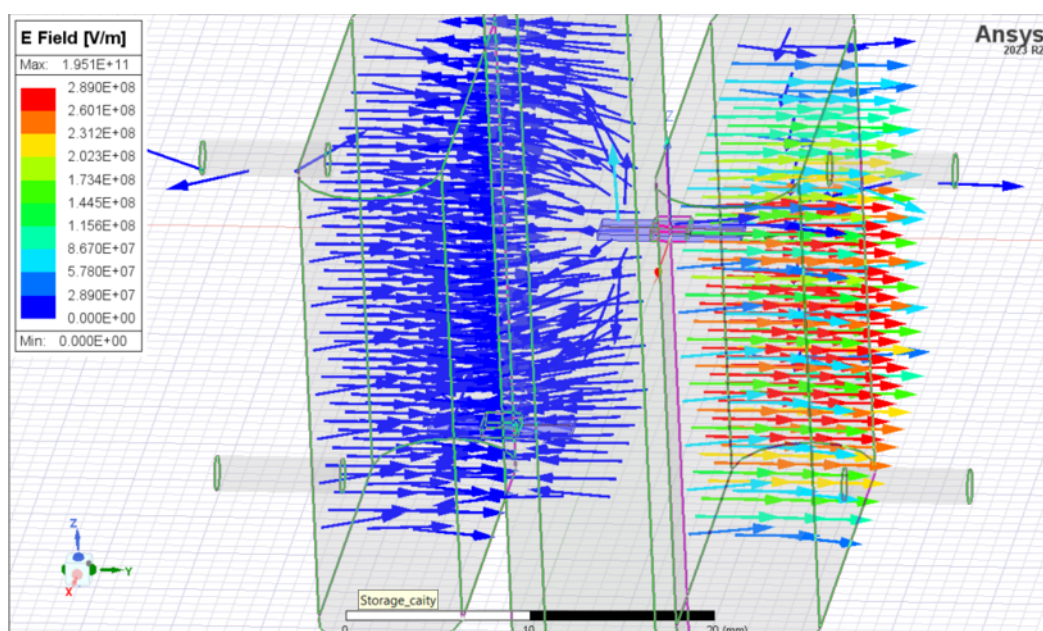 E Field [V/m]
Max: 1.951E+11
2.890E+08
2.601E+08
2.312E+08
2.023E+08
1.734E+08
1.445E+08
1.156E+08
8.670E+07
5.780E+07
2.890E+07
0.000E+00
Min: 0.000E+00
Ansys
2023 R2
Z
Z
Y
X
Storage_caity
0
10
20 (mm)